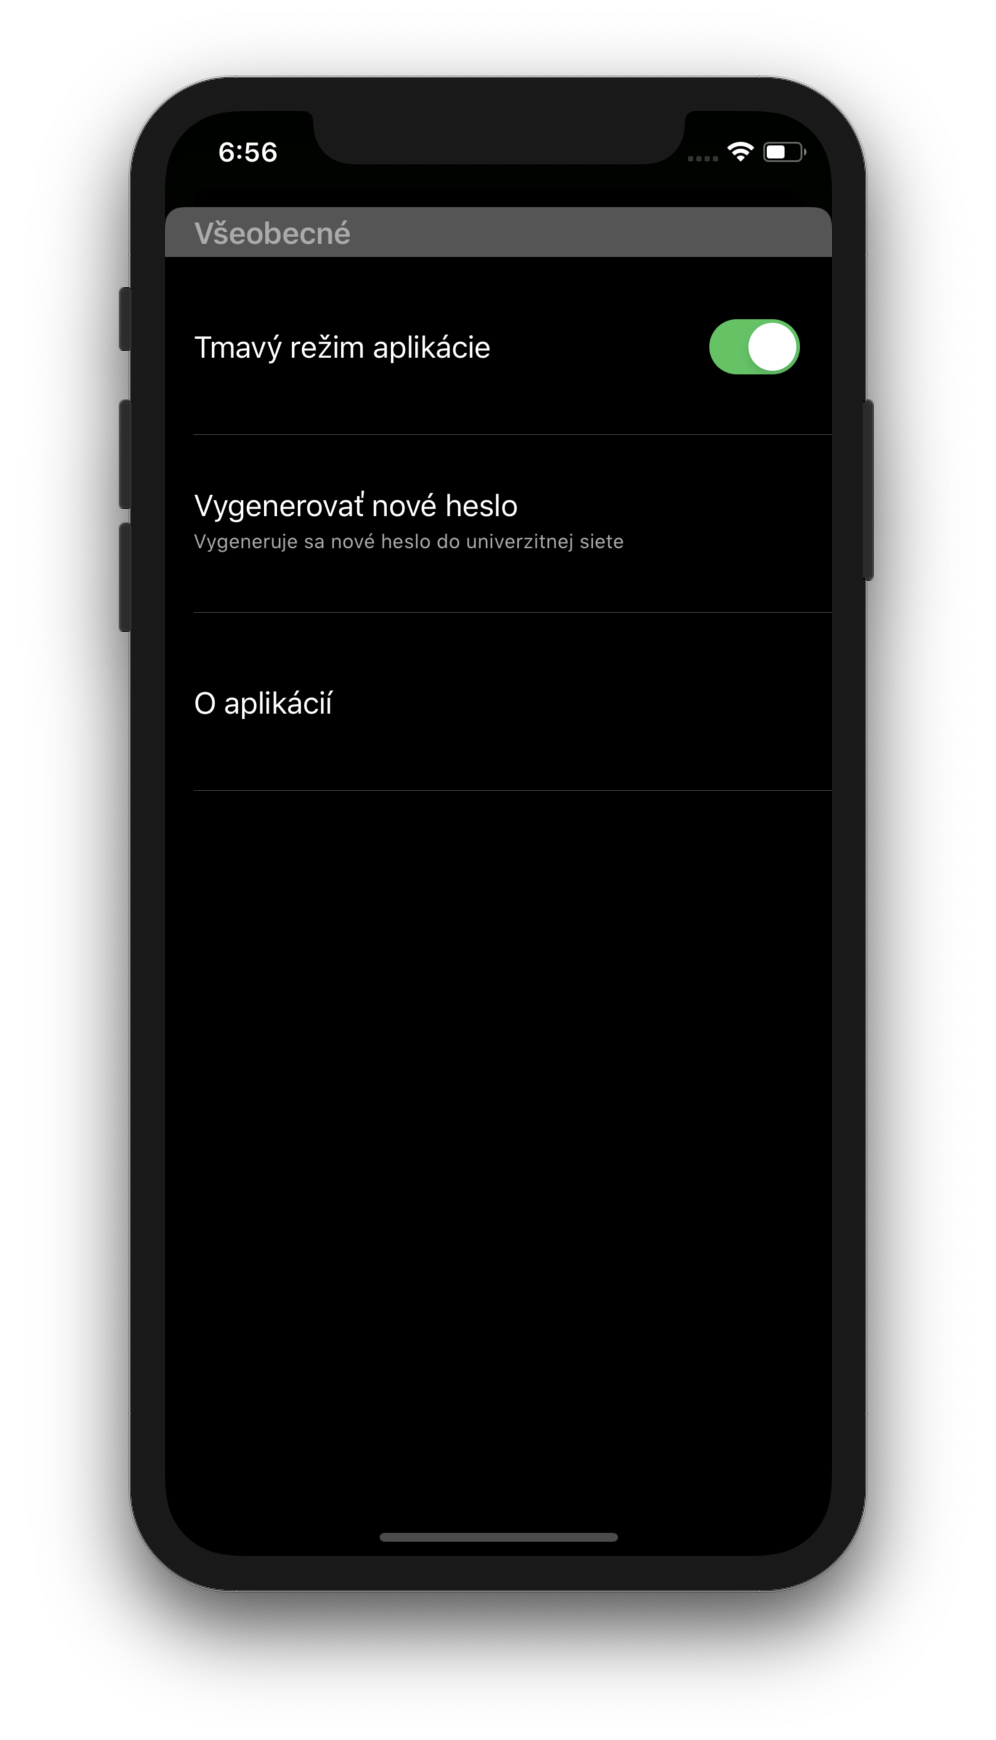 6:56
Všeobecné
Tmavý režim aplikácie
Vygenerovať nové heslo
Vygeneruje sa nové heslo do univerzitnej siete
O aplikácií